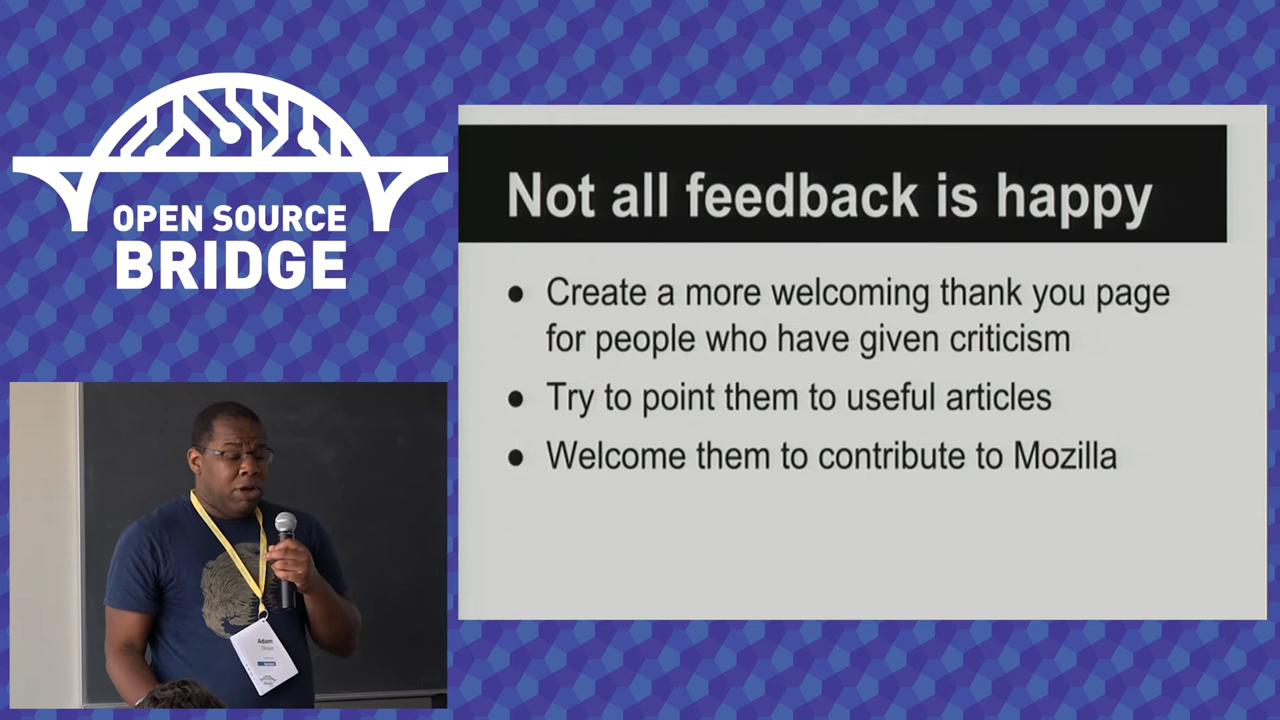 OPEN SOURCE
BRIDGE
Not all feedback is happy
● Create a more welcoming thank you page
for people who have given criticism
● Try to point them to useful articles
● Welcome them to contribute to Mozilla
Adam